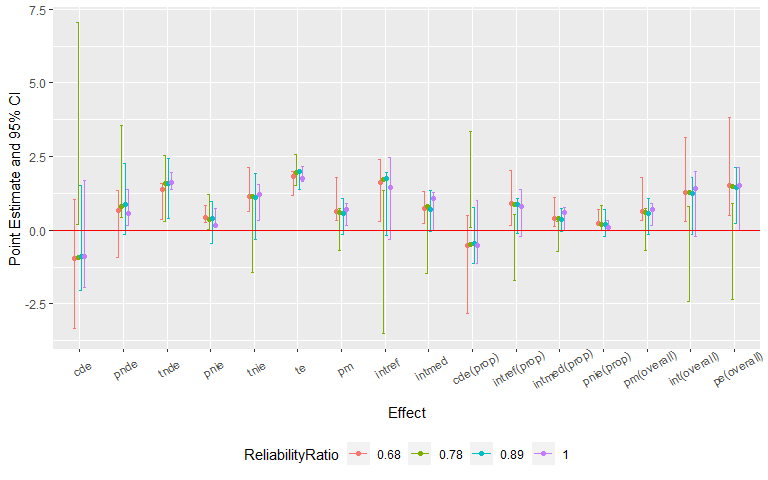 7.5
5.0
2.5
0.0
-2.5
Point Estimate and 95% CI
cde
pnde
tnde
pnie
tnie
te
pm
intref
intmed
cde(prop)
intref(prop)
intmed(prop)
pnie(prop)
pm(overall)
int(overall)
pe(overall)
Effect
ReliabilityRatio 0.68 0.78 0.89 1